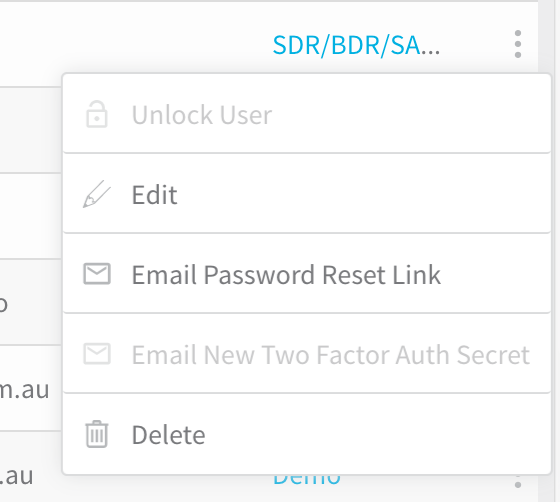 SDR/BDR/SA...
Unlock User
Edit
Email Password Reset Link
o
Email New Two Factor Auth Secret
m.au
Delete
.au
Demo